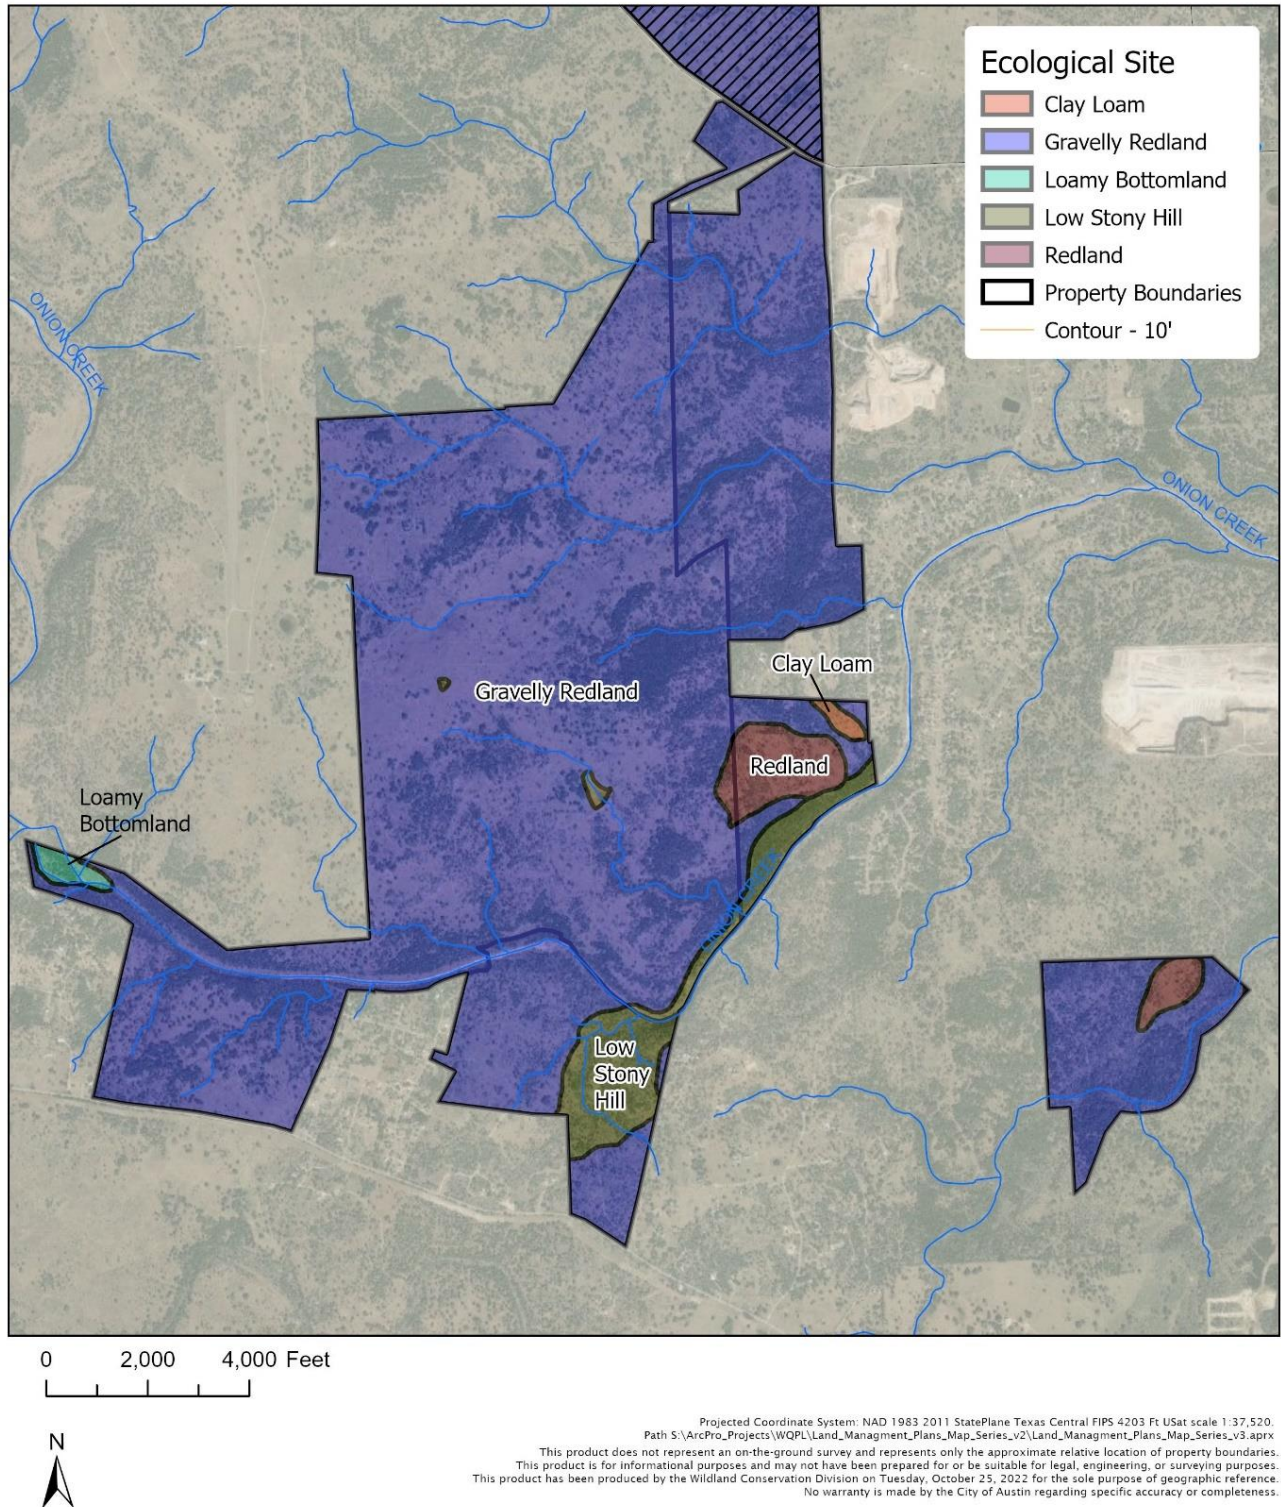 Ecological Site
Clay Loam
Gravelly Redland
Loamy Bottomland
Low Stony Hill
Redland
Property Boundaries
Contour - 10'
ONION CREEK
ONION CREEK
Clay Loam
Gravelly Redland
Redland
Loamy
Bottomland
ONION CREEK
Low
Stony
Hill
0 2,000 4,000 Feet
N
Projected Coordinate System: NAD 1983 2011 StatePlane Texas Central FIPS 4203 Ft USat scale 1:37,520.
Path S:\ArcPro_Projects\WQPL\Land_Managment_Plans_Map_Series_v2\Land_Managment_Plans_Map_Series_v3.aprx
This product does not represent an on-the-ground survey and represents only the approximate relative location of property boundaries.
This product is for informational purposes and may not have been prepared for or be suitable for legal, engineering, or surveying purposes.
This product has been produced by the Wildland Conservation Division on Tuesday, October 25, 2022 for the sole purpose of geographic reference.
No warranty is made by the City of Austin regarding specific accuracy or completeness.